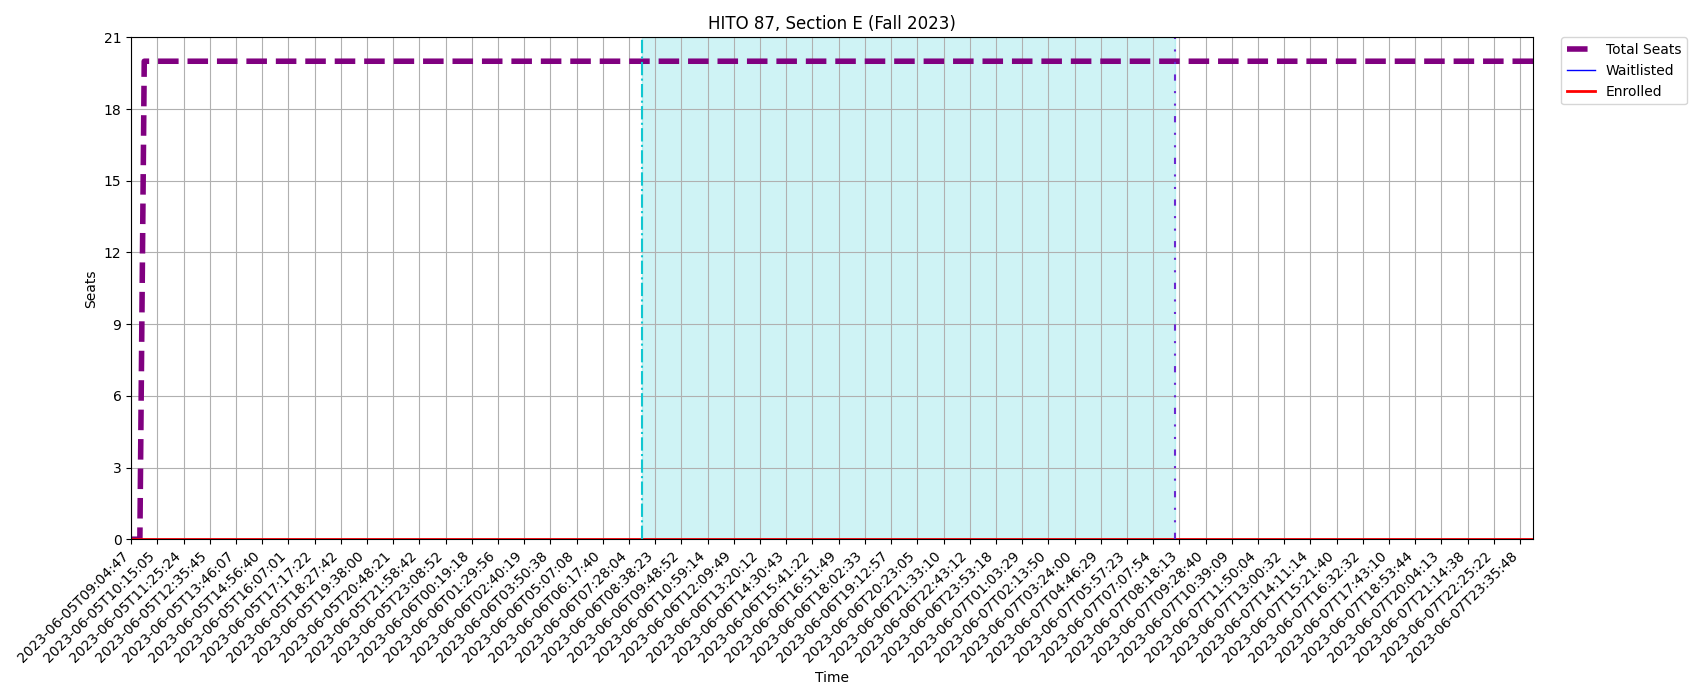 HITO 87, Section E (Fall 2023)
Total Seats
Waitlisted
Enrolled
Seats
21
18
15
12
9
6
3
0
2023-06-05T09:04:47
2023-06-05T10:15:05
2023-06-05T11:25:24
2023-06-05T12:35:45
2023-06-05T13:46:07
2023-06-05T14:56:40
2023-06-05T16:07:01
2023-06-05T17:17:22
2023-06-05T18:27:42
2023-06-05T19:38:00
2023-06-05T20:48:21
2023-06-05T21:58:42
2023-06-05T23:08:52
2023-06-06T00:19:18
2023-06-06T01:29:56
2023-06-06T02:40:19
2023-06-06T03:50:38
2023-06-06T05:07:08
2023-06-06T06:17:40
2023-06-06T07:28:04
2023-06-06T08:38:23
2023-06-06T09:48:52
2023-06-06T10:59:14
2023-06-06T12:09:49
2023-06-06T13:20:12
2023-06-06T14:30:43
2023-06-06T15:41:22
2023-06-06T16:51:49
2023-06-06T18:02:33
2023-06-06T19:12:57
2023-06-06T20:23:05
2023-06-06T21:33:10
2023-06-06T22:43:12
2023-06-06T23:53:18
2023-06-07T01:03:29
2023-06-07T02:13:50
2023-06-07T03:24:00
2023-06-07T04:46:29
2023-06-07T05:57:23
2023-06-07T07:07:54
2023-06-07T08:18:13
2023-06-07T09:28:40
2023-06-07T10:39:09
2023-06-07T11:50:04
2023-06-07T13:00:32
2023-06-07T14:11:14
2023-06-07T15:21:40
2023-06-07T16:32:32
2023-06-07T17:43:10
2023-06-07T18:53:44
2023-06-07T20:04:13
2023-06-07T21:14:38
2023-06-07T22:25:22
2023-06-07T23:35:48
Time